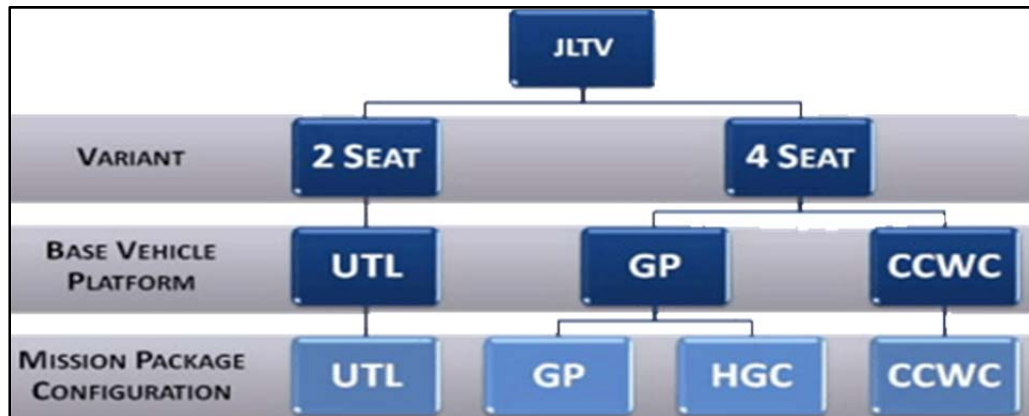 JLTV
VARIANT
2 SEAT
4 SEAT
BASE VEHICLE
PLATFORM
UTL
GP
CCWC
MISSION PACKAGE
CONFIGURATION
UTL
GP
HGC
CCWC